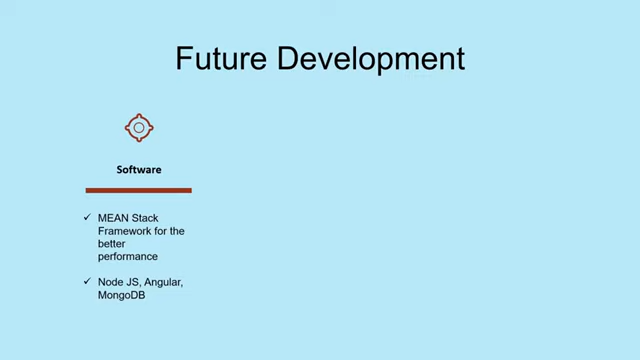 Future Development
Software
✓ MEAN Stack
Framework for the
better
performance
✓ Node JS, Angular,
MongoDB